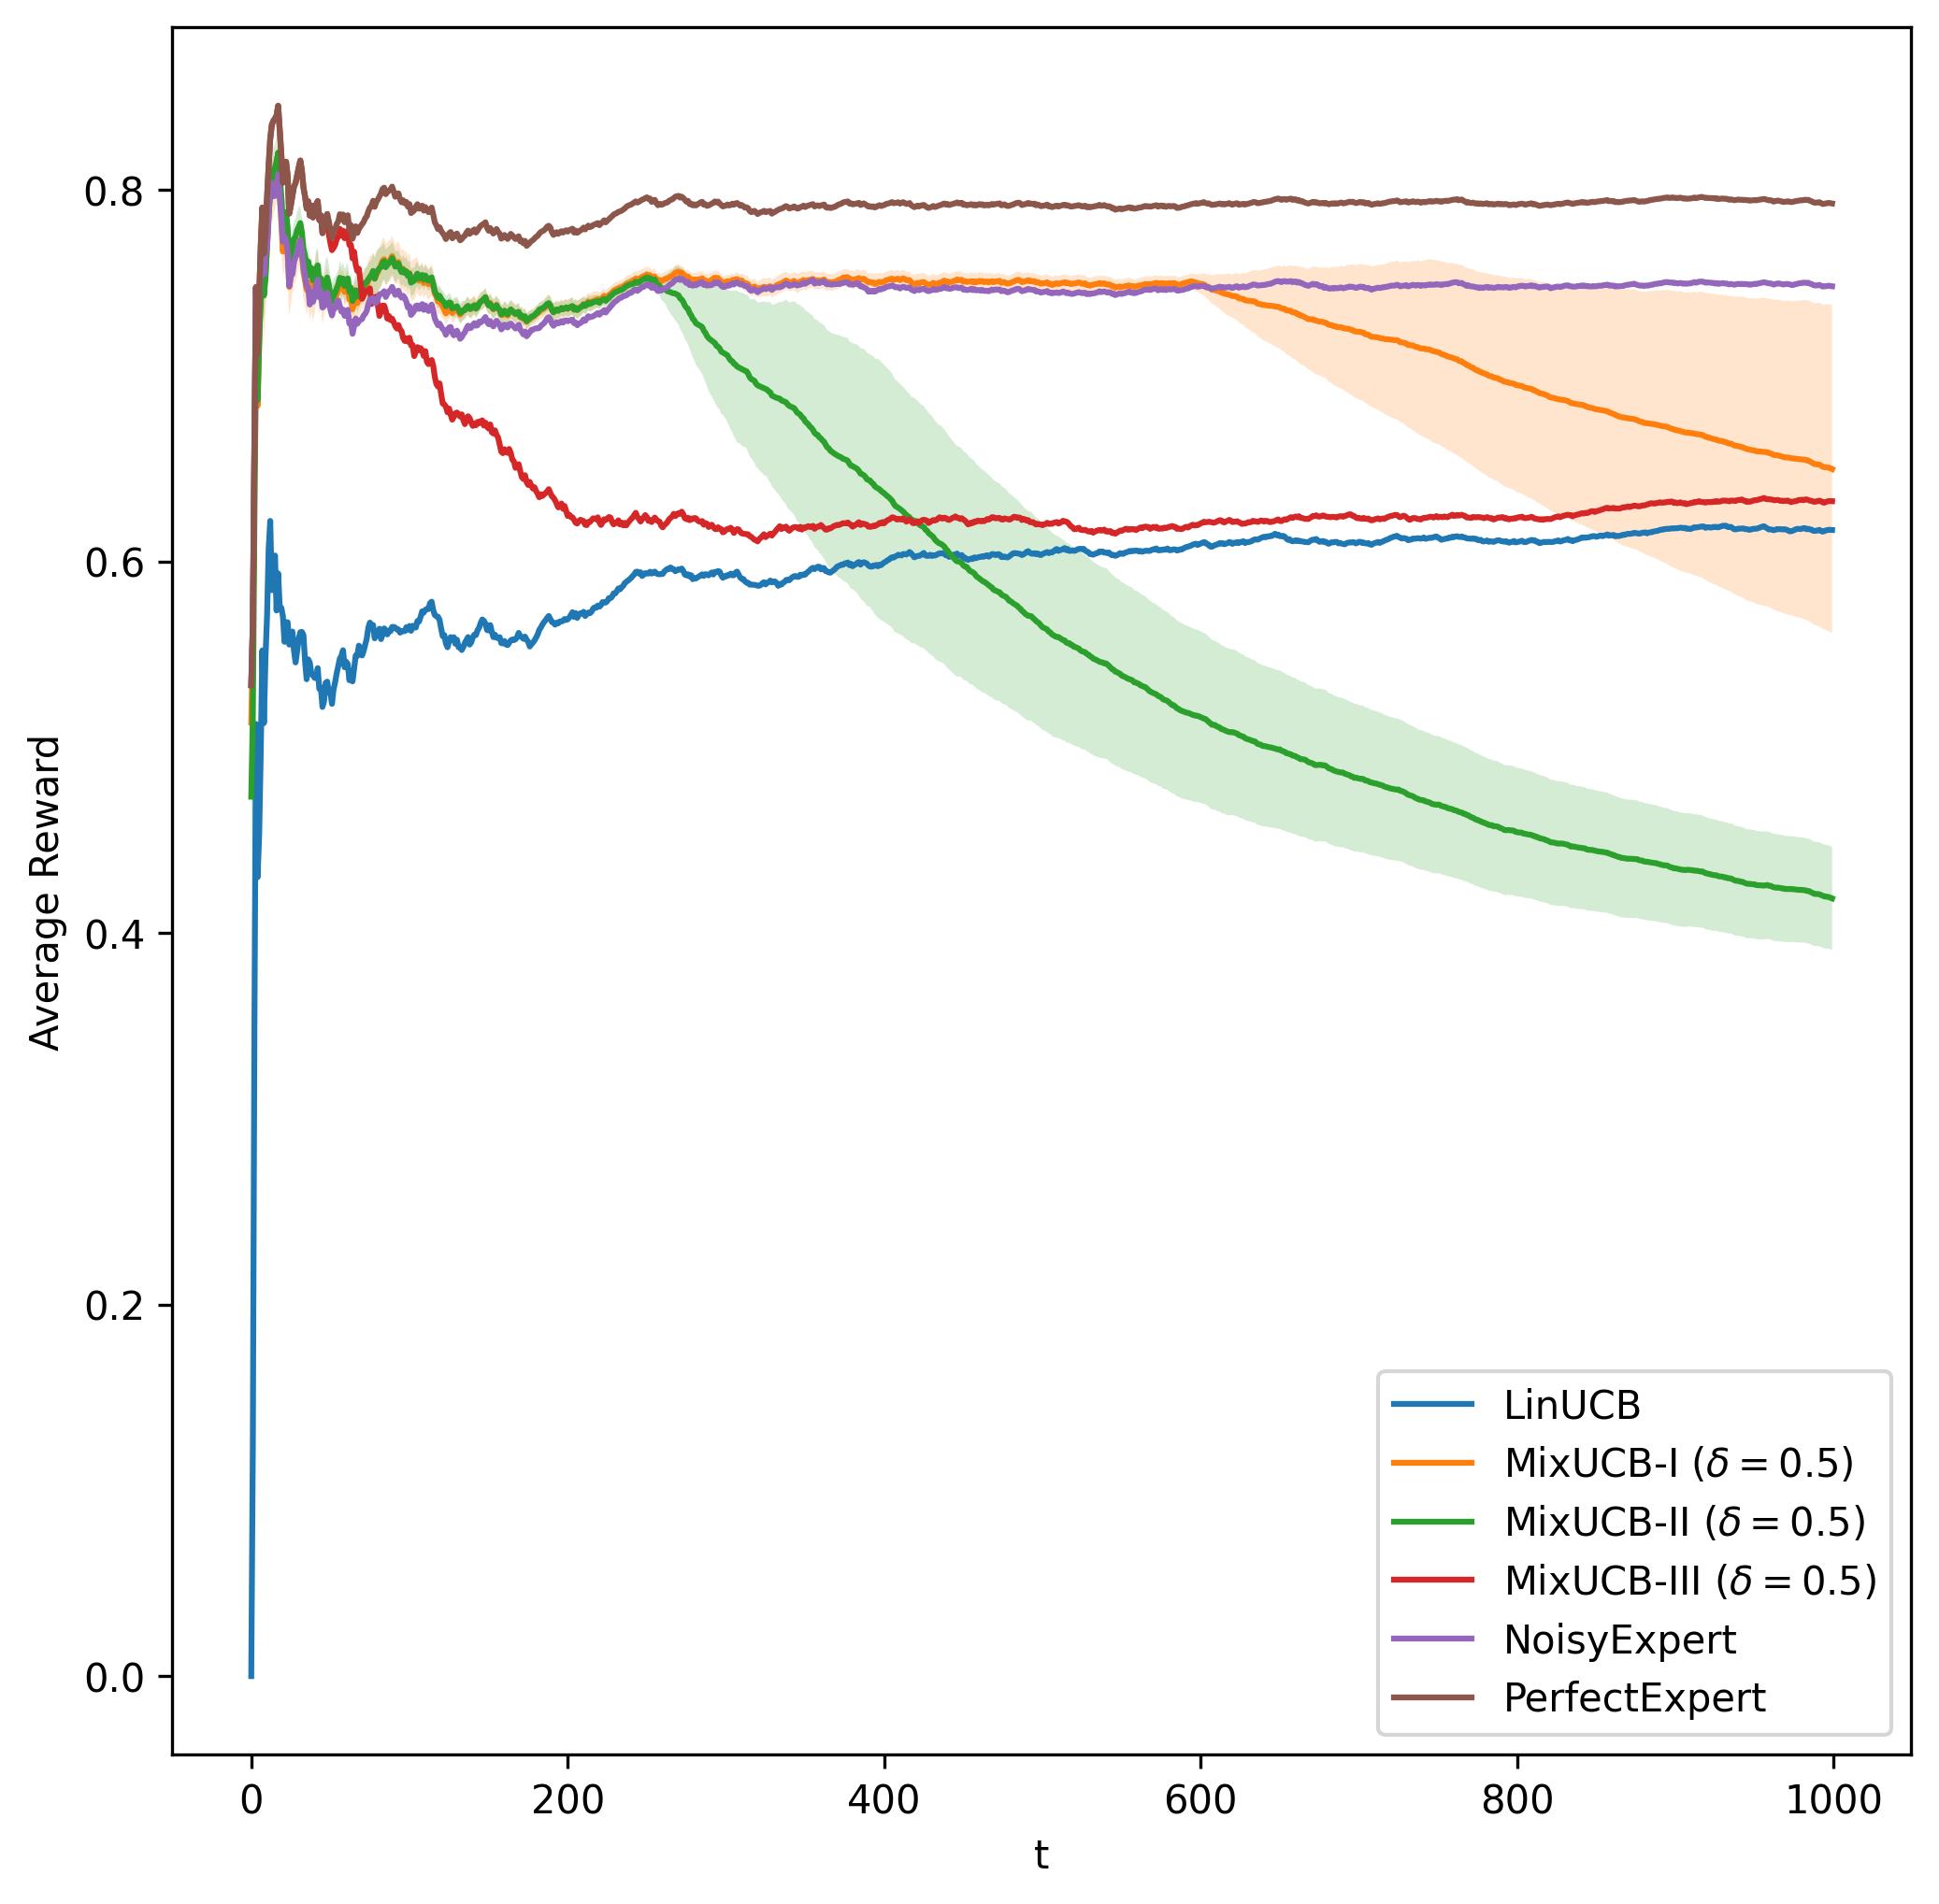 Average Reward
0.8
0.6
0.4
0.2
0.0
0
200
400
600
800
1000
t
LinUCB
MixUCB-I (δ = 0.5)
MixUCB-II (δ = 0.5)
MixUCB-III (δ = 0.5)
NoisyExpert
PerfectExpert